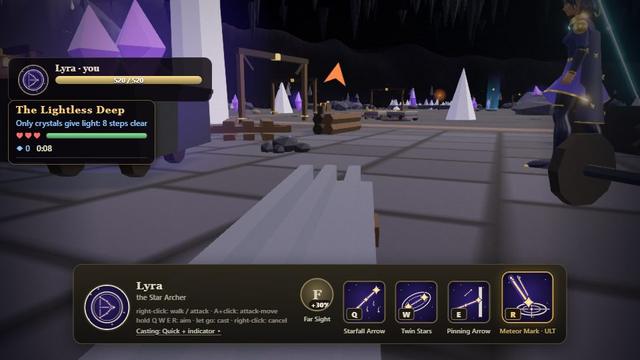 Lyra · you
520/520
The Lightless Deep
Only crystals give light: 8 steps clear
0 0:08
Lyra
the Star Archer
right-click: walk / attack · A+click: attack-move
hold Q W E R: aim · let go: cast · right-click: cancel
Casting: Quick + indicator
F
+30%
Far Sight
Q
Starfall Arrow
W
Twin Stars
E
Pinning Arrow
R
Meteor Mark · ULT